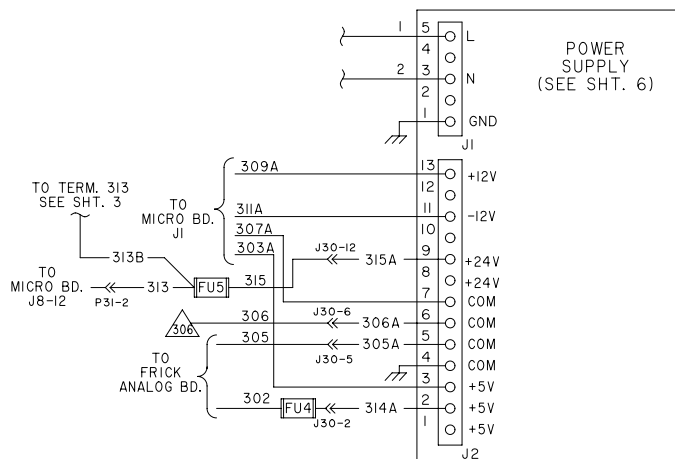 1 5 L
4
2 3 N
2
1 GND
J1
POWER
SUPPLY
(SEE SHT. 6)
309A 13 +12V
12
311A 11 -12V
307A 10
303A J30-12 315A 9 +24V
8 +24V
7 COM
TO
MICRO BD.
J1
TO TERM. 313
SEE SHT. 3
313B
TO
MICRO BD.
J8-12
P31-2 313 FU5 315
306 306 J30-6 306A 6 COM
305 J30-5 305A 5 COM
4 COM
3 +5V
TO
FRICK
ANALOG BD.
302 FU4 J30-2 314A 2 +5V
1 +5V
J2